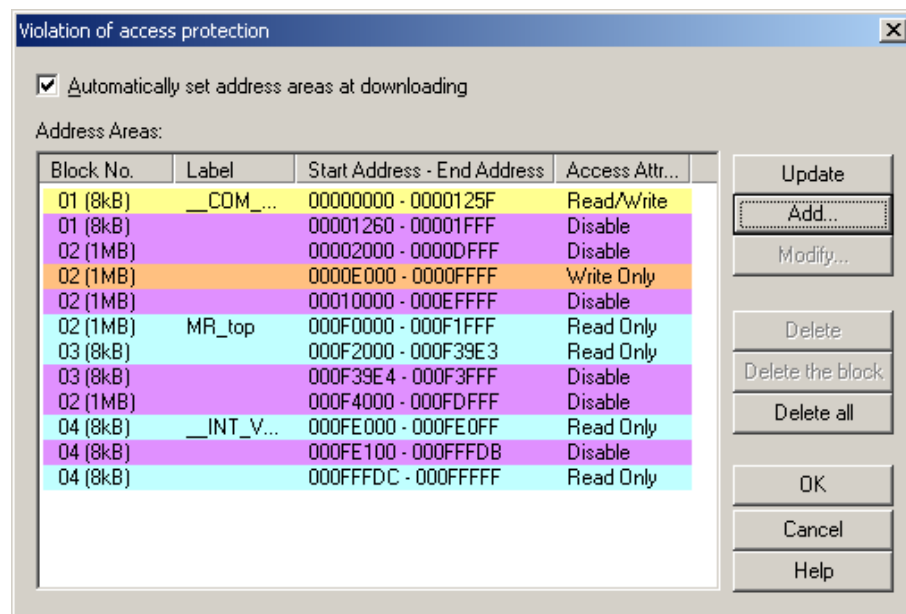 Violation of access protection
Automatically set address areas at downloading
Address Areas:
Block No. Label Start Address - End Address Access Attr...
01 (8kB) __COM_... 00000000 - 0000125F Read/Write
01 (8kB) 00001260 - 00001FFF Disable
02 (1MB) 00002000 - 0000DFFF Disable
02 (1MB) 0000E000 - 0000FFFF Write Only
02 (1MB) 00010000 - 000EFFFF Disable
02 (1MB) MR_top 000F0000 - 000F1FFF Read Only
03 (8kB) 000F2000 - 000F39E3 Read Only
03 (8kB) 000F39E4 - 000F3FFF Disable
02 (1MB) 000F4000 - 000FDFFF Disable
04 (8kB) __INT_V... 000FE000 - 000FE0FF Read Only
04 (8kB) 000FE100 - 000FFFDB Disable
04 (8kB) 000FFFDC - 000FFFFF Read Only
Update
Add...
Modify...
Delete
Delete the block
Delete all
OK
Cancel
Help